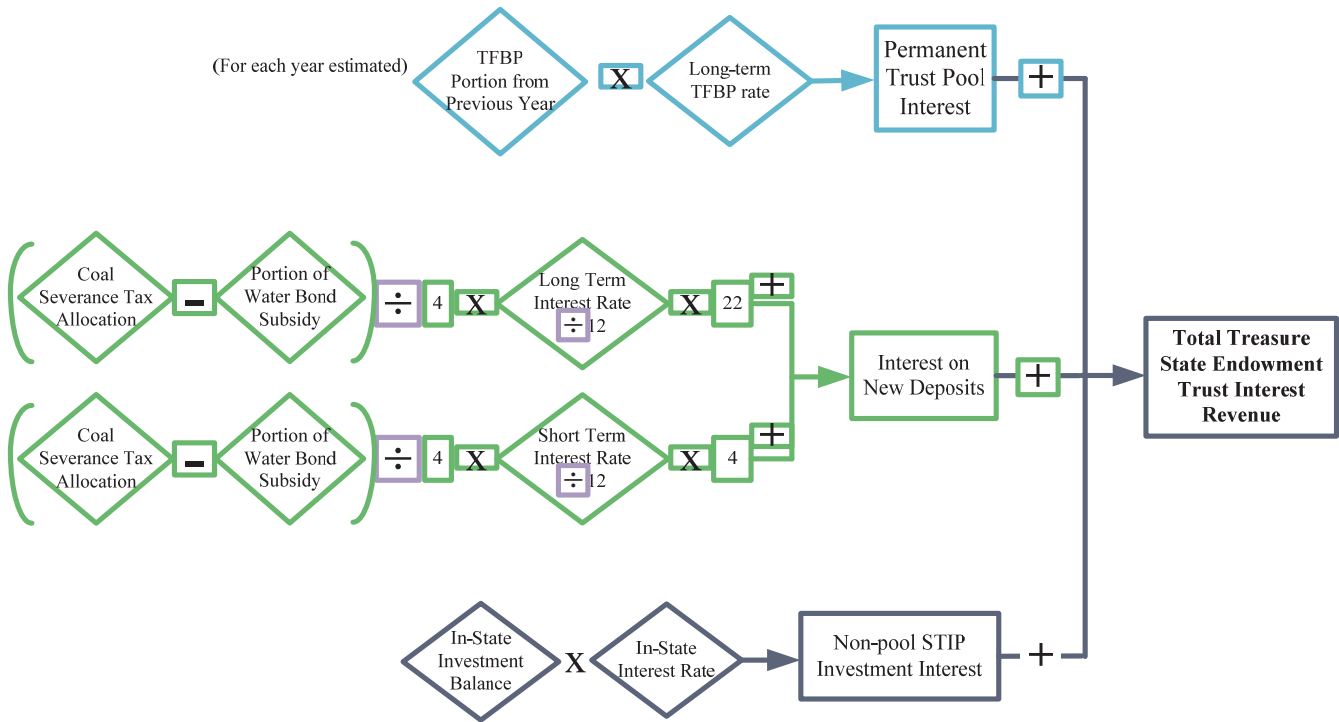 (For each year estimated)
TFBP
Portion from
Previous Year
X
Long-term
TFBP rate
Permanent
Trust Pool
Interest
+
(
Coal
Severance Tax
Allocation
-
Portion of
Water Bond
Subsidy
)
÷
4
X
Long Term
Interest Rate
÷ 12
X
22
+
(
Coal
Severance Tax
Allocation
-
Portion of
Water Bond
Subsidy
)
÷
4
X
Short Term
Interest Rate
÷ 12
X
4
+
Interest on
New Deposits
+
Total Treasure
State Endowment
Trust Interest
Revenue
In-State
Investment
Balance
X
In-State
Interest Rate
Non-pool STIP
Investment Interest
+